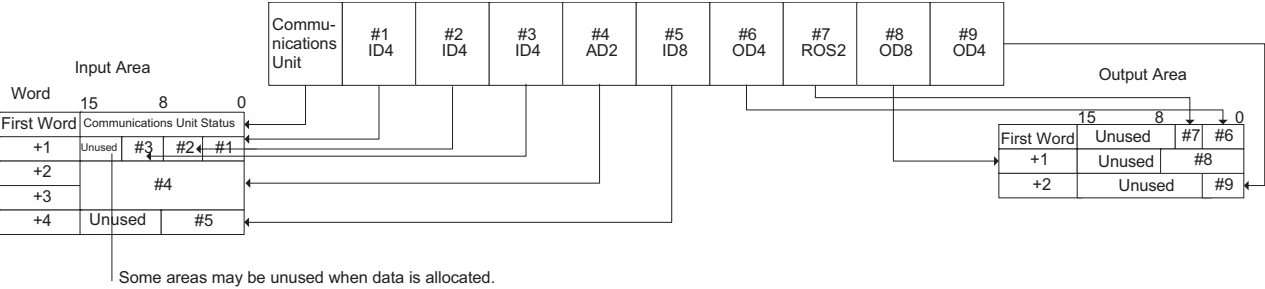 Commu-
nications
Unit
#1
ID4
#2
ID4
#3
ID4
#4
AD2
#5
ID8
#6
OD4
#7
ROS2
#8
OD8
#9
OD4
Input Area
Word
15 8 0
First Word Communications Unit Status
+1 Unused #3 #2 #1
+2
#4
+3
+4 Unused #5
Some areas may be unused when data is allocated.
Output Area
15 8 0
First Word Unused #7 #6
+1 Unused #8
+2 Unused #9